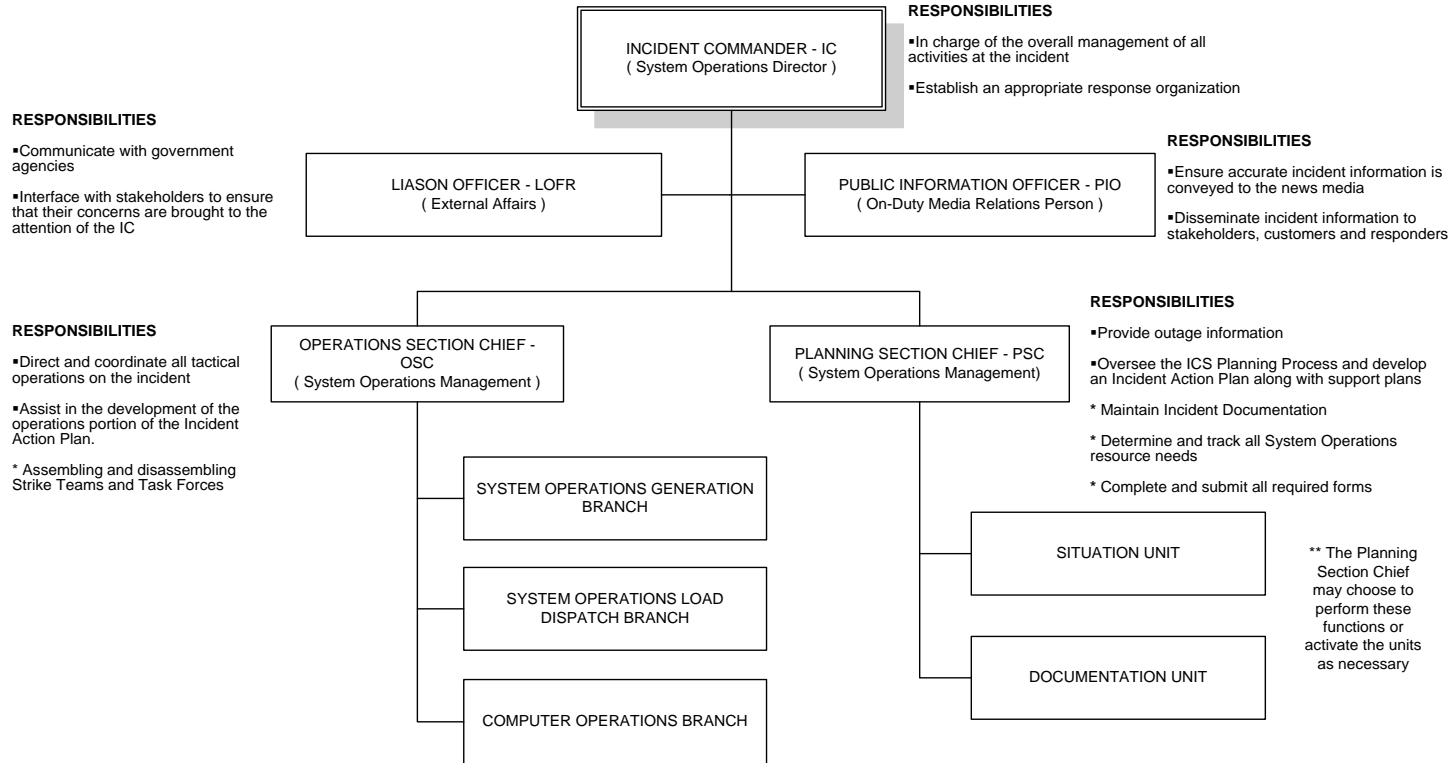 INCIDENT COMMANDER - IC
( System Operations Director )
RESPONSIBILITIES
▪In charge of the overall management of all
activities at the incident
▪Establish an appropriate response organization
RESPONSIBILITIES
▪Communicate with government
agencies
▪Interface with stakeholders to ensure
that their concerns are brought to the
attention of the IC
LIASON OFFICER - LOFR
( External Affairs )
PUBLIC INFORMATION OFFICER - PIO
( On-Duty Media Relations Person )
RESPONSIBILITIES
▪Ensure accurate incident information is
conveyed to the news media
▪Disseminate incident information to
stakeholders, customers and responders
RESPONSIBILITIES
▪Direct and coordinate all tactical
operations on the incident
▪Assist in the development of the
operations portion of the Incident
Action Plan.
* Assembling and disassembling
Strike Teams and Task Forces
OPERATIONS SECTION CHIEF -
OSC
( System Operations Management )
PLANNING SECTION CHIEF - PSC
( System Operations Management)
RESPONSIBILITIES
▪Provide outage information
▪Oversee the ICS Planning Process and develop
an Incident Action Plan along with support plans
* Maintain Incident Documentation
* Determine and track all System Operations
resource needs
* Complete and submit all required forms
SYSTEM OPERATIONS GENERATION
BRANCH
SYSTEM OPERATIONS LOAD
DISPATCH BRANCH
COMPUTER OPERATIONS BRANCH
SITUATION UNIT
DOCUMENTATION UNIT
** The Planning
Section Chief
may choose to
perform these
functions or
activate the units
as necessary